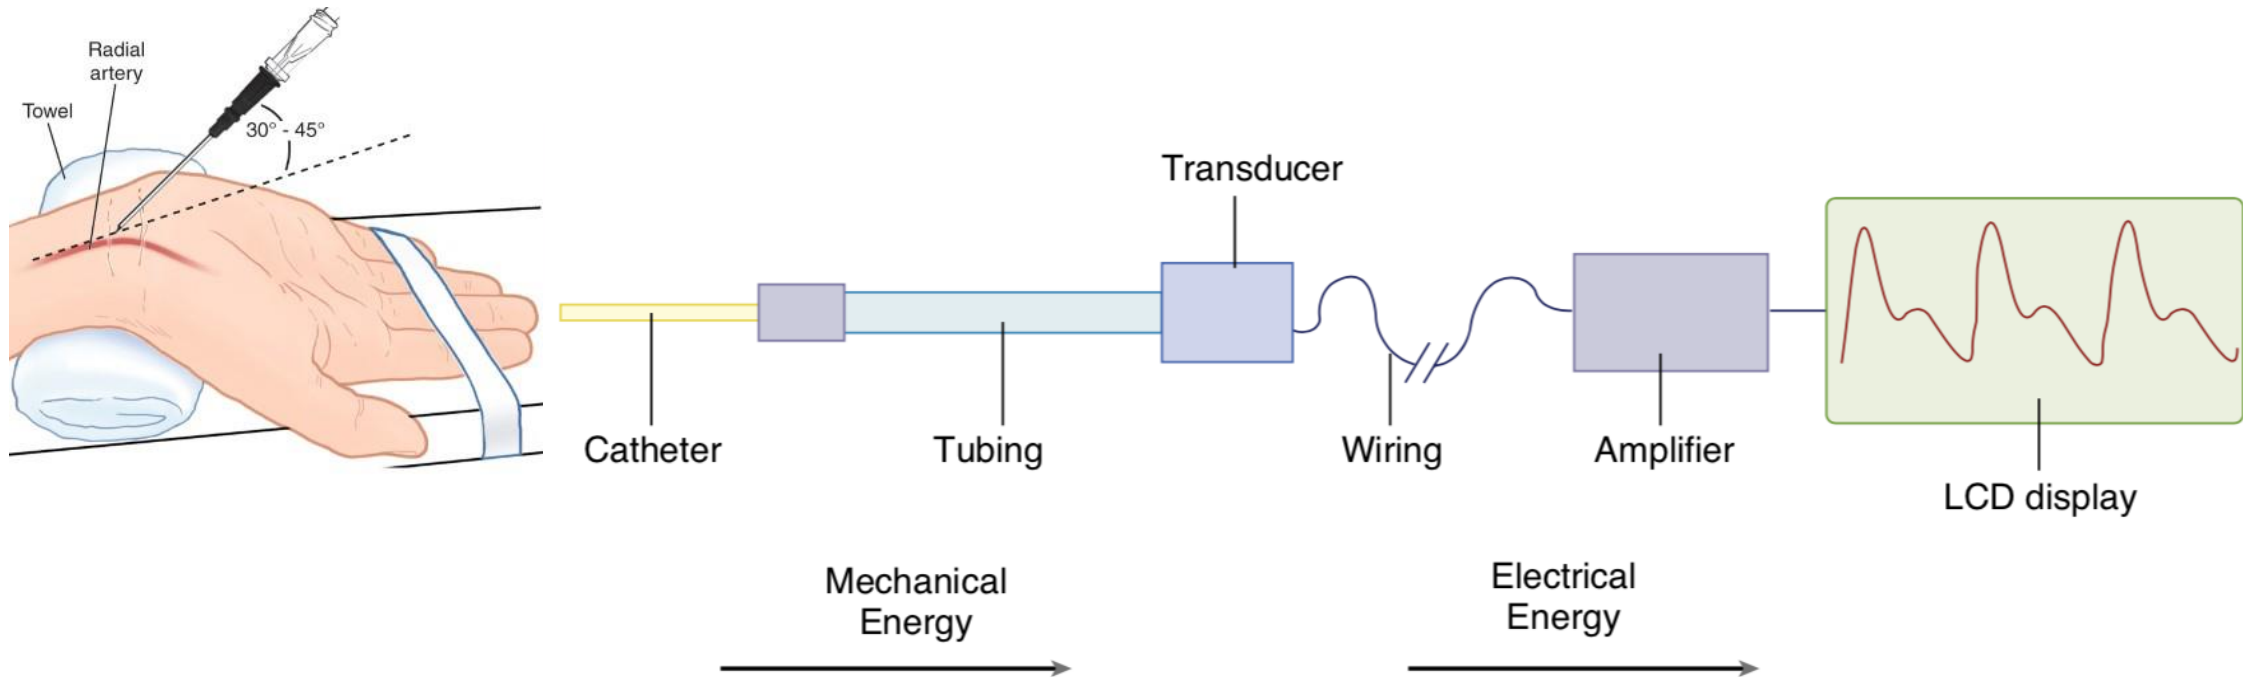 Radial
artery
Towel
30° - 45°
Transducer
Catheter
Tubing
Wiring
Amplifier
LCD display
Mechanical
Energy
Electrical
Energy